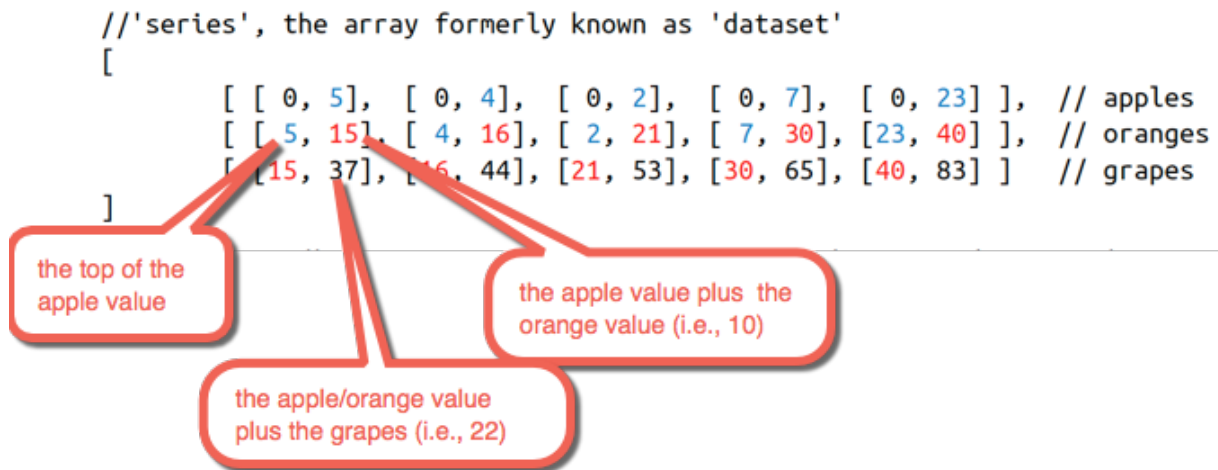 //'series', the array formerly known as 'dataset'
[
[ [ 0, 5], [ 0, 4], [ 0, 2], [ 0, 7], [ 0, 23] ], // apples
[ [ 5, 15], [ 4, 16], [ 2, 21], [ 7, 30], [23, 40] ], // oranges
[ [15, 37], [16, 44], [21, 53], [30, 65], [40, 83] ] // grapes
]
the top of the
apple value
the apple value plus the
orange value (i.e., 10)
the apple/orange value
plus the grapes (i.e., 22)